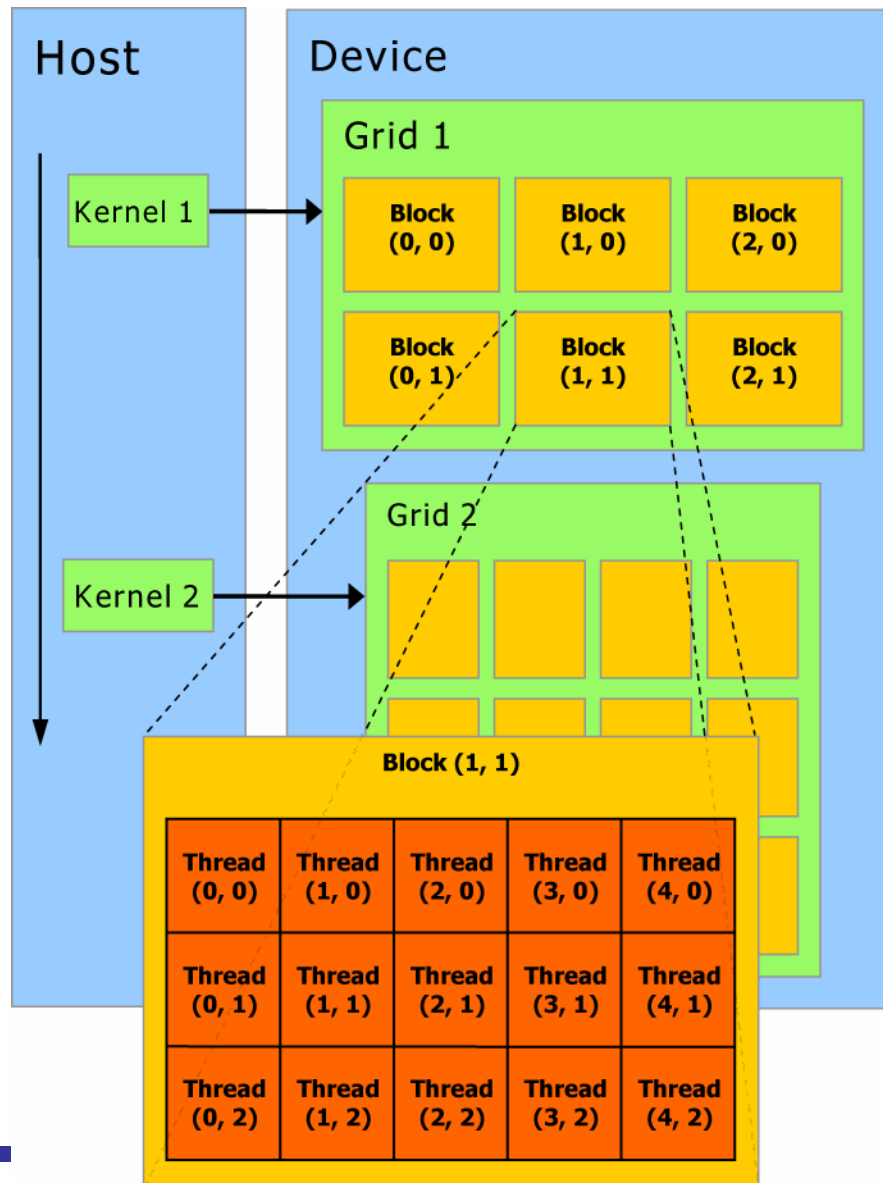 Host
Device
Grid 1
Kernel 1
Block
(0, 0)
Block
(1, 0)
Block
(2, 0)
Block
(0, 1)
Block
(1, 1)
Block
(2, 1)
Grid 2
Kernel 2
Block (1, 1)
Thread
(0, 0)
Thread
(1, 0)
Thread
(2, 0)
Thread
(3, 0)
Thread
(4, 0)
Thread
(0, 1)
Thread
(1, 1)
Thread
(2, 1)
Thread
(3, 1)
Thread
(4, 1)
Thread
(0, 2)
Thread
(1, 2)
Thread
(2, 2)
Thread
(3, 2)
Thread
(4, 2)